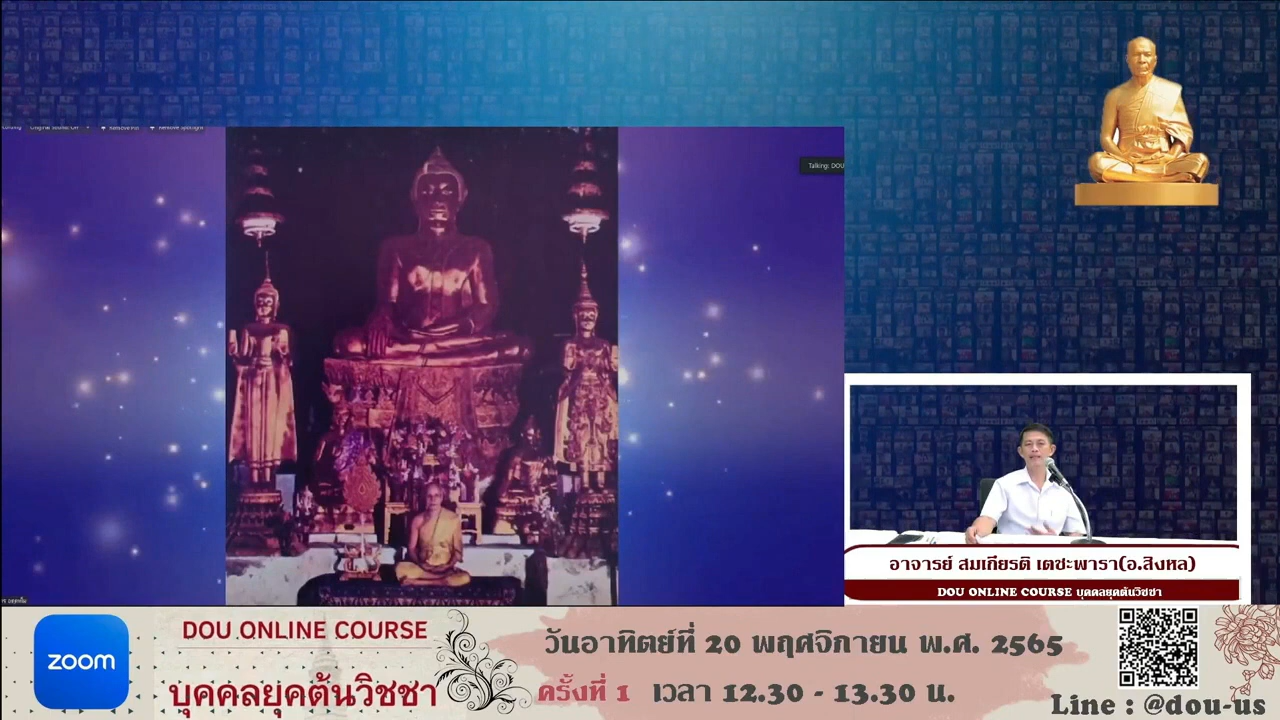 Talking: DOU
อาจารย์ สมเกียรติ เตชะพารา(อ.สิงหล)
DOU ONLINE COURSE บุคคลยุคต้นวิชชา
zoom
DOU ONLINE COURSE
บุคคลยุคต้นวิชชา
วันอาทิตย์ที่ 20 พฤศจิกายน พ.ศ. 2565
ครั้งที่ 1 เวลา 12.30 - 13.30 น.
Line : @dou-us